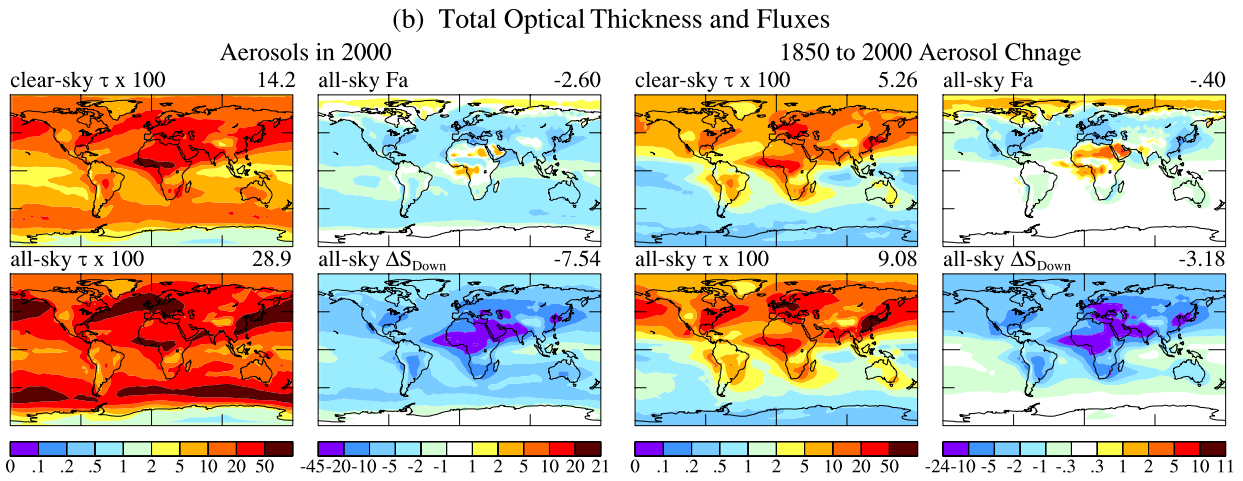 (b) Total Optical Thickness and Fluxes
Aerosols in 2000
1850 to 2000 Aerosol Chnage
clear-sky τ x 100 14.2
all-sky Fa -2.60
clear-sky τ x 100 5.26
all-sky Fa -.40
all-sky τ x 100 28.9
all-sky ΔSDown -7.54
all-sky τ x 100 9.08
all-sky ΔSDown -3.18
0 .1 .2 .5 1 2 5 10 20 50
-45-20-10 -5 -2 -1 1 2 5 10 20 21
0 .1 .2 .5 1 2 5 10 20 50
-24-10 -5 -2 -1 -.3 .3 1 2 5 10 11